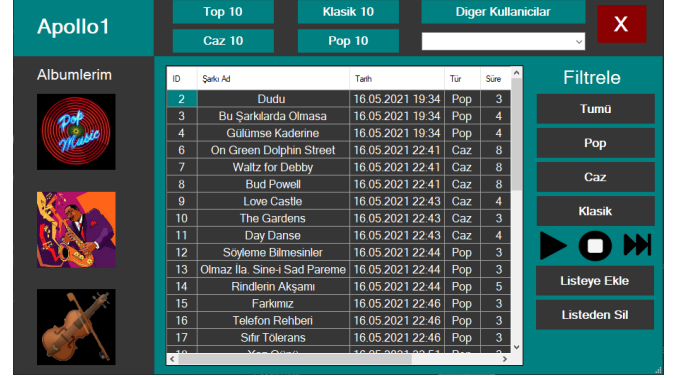 Apollo1
Top 10
Klasik 10
Diger Kullanicilar
X
Caz 10
Pop 10
Albumlerim
Pop
Music
ID Şarkı Ad Tarih Tür Süre
2 Dudu 16.05.2021 19:34 Pop 3
3 Bu Şarkılarda Olmasa 16.05.2021 19:34 Pop 4
4 Gülümse Kaderine 16.05.2021 19:34 Pop 4
6 On Green Dolphin Street 16.05.2021 22:41 Caz 8
7 Waltz for Debby 16.05.2021 22:41 Caz 8
8 Bud Powell 16.05.2021 22:41 Caz 8
9 Love Castle 16.05.2021 22:43 Caz 4
10 The Gardens 16.05.2021 22:43 Caz 3
11 Day Danse 16.05.2021 22:43 Caz 4
12 Söyleme Bilmesinler 16.05.2021 22:44 Pop 3
13 Olmaz İla. Sine-i Sad Pareme 16.05.2021 22:44 Pop 3
14 Rindlerin Akşamı 16.05.2021 22:44 Pop 5
15 Farkımız 16.05.2021 22:46 Pop 3
16 Telefon Rehberi 16.05.2021 22:46 Pop 3
17 Sıfır Tolerans 16.05.2021 22:46 Pop 3
Filtrele
Tumü
Pop
Caz
Klasik
Listeye Ekle
Listeden Sil